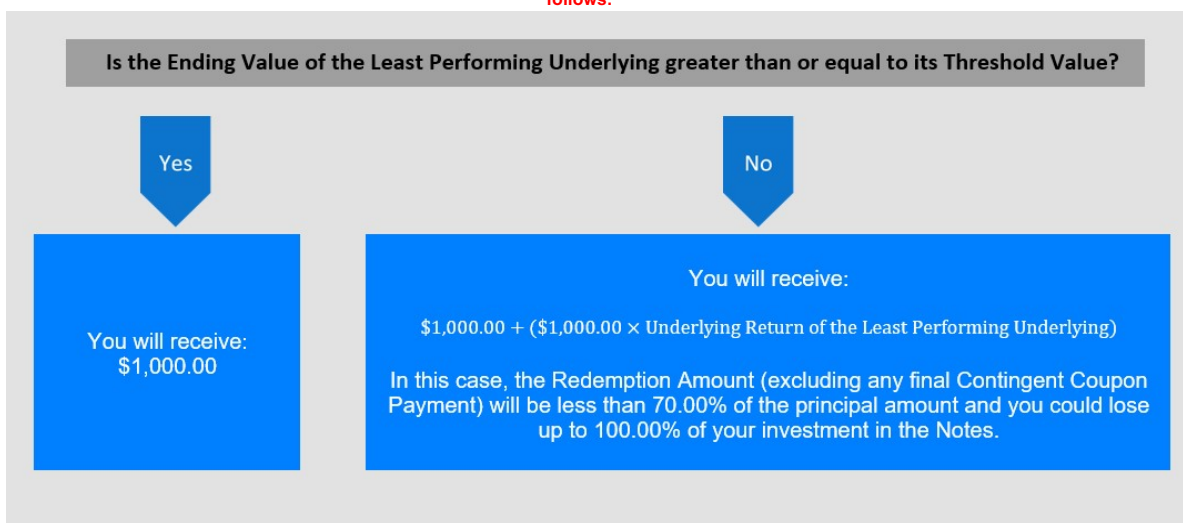 follows:
Is the Ending Value of the Least Performing Underlying greater than or equal to its Threshold Value?
Yes
No
You will receive:
$1,000.00
You will receive:
$1,000.00 + ($1,000.00 × Underlying Return of the Least Performing Underlying)
In this case, the Redemption Amount (excluding any final Contingent Coupon
Payment) will be less than 70.00% of the principal amount and you could lose
up to 100.00% of your investment in the Notes.